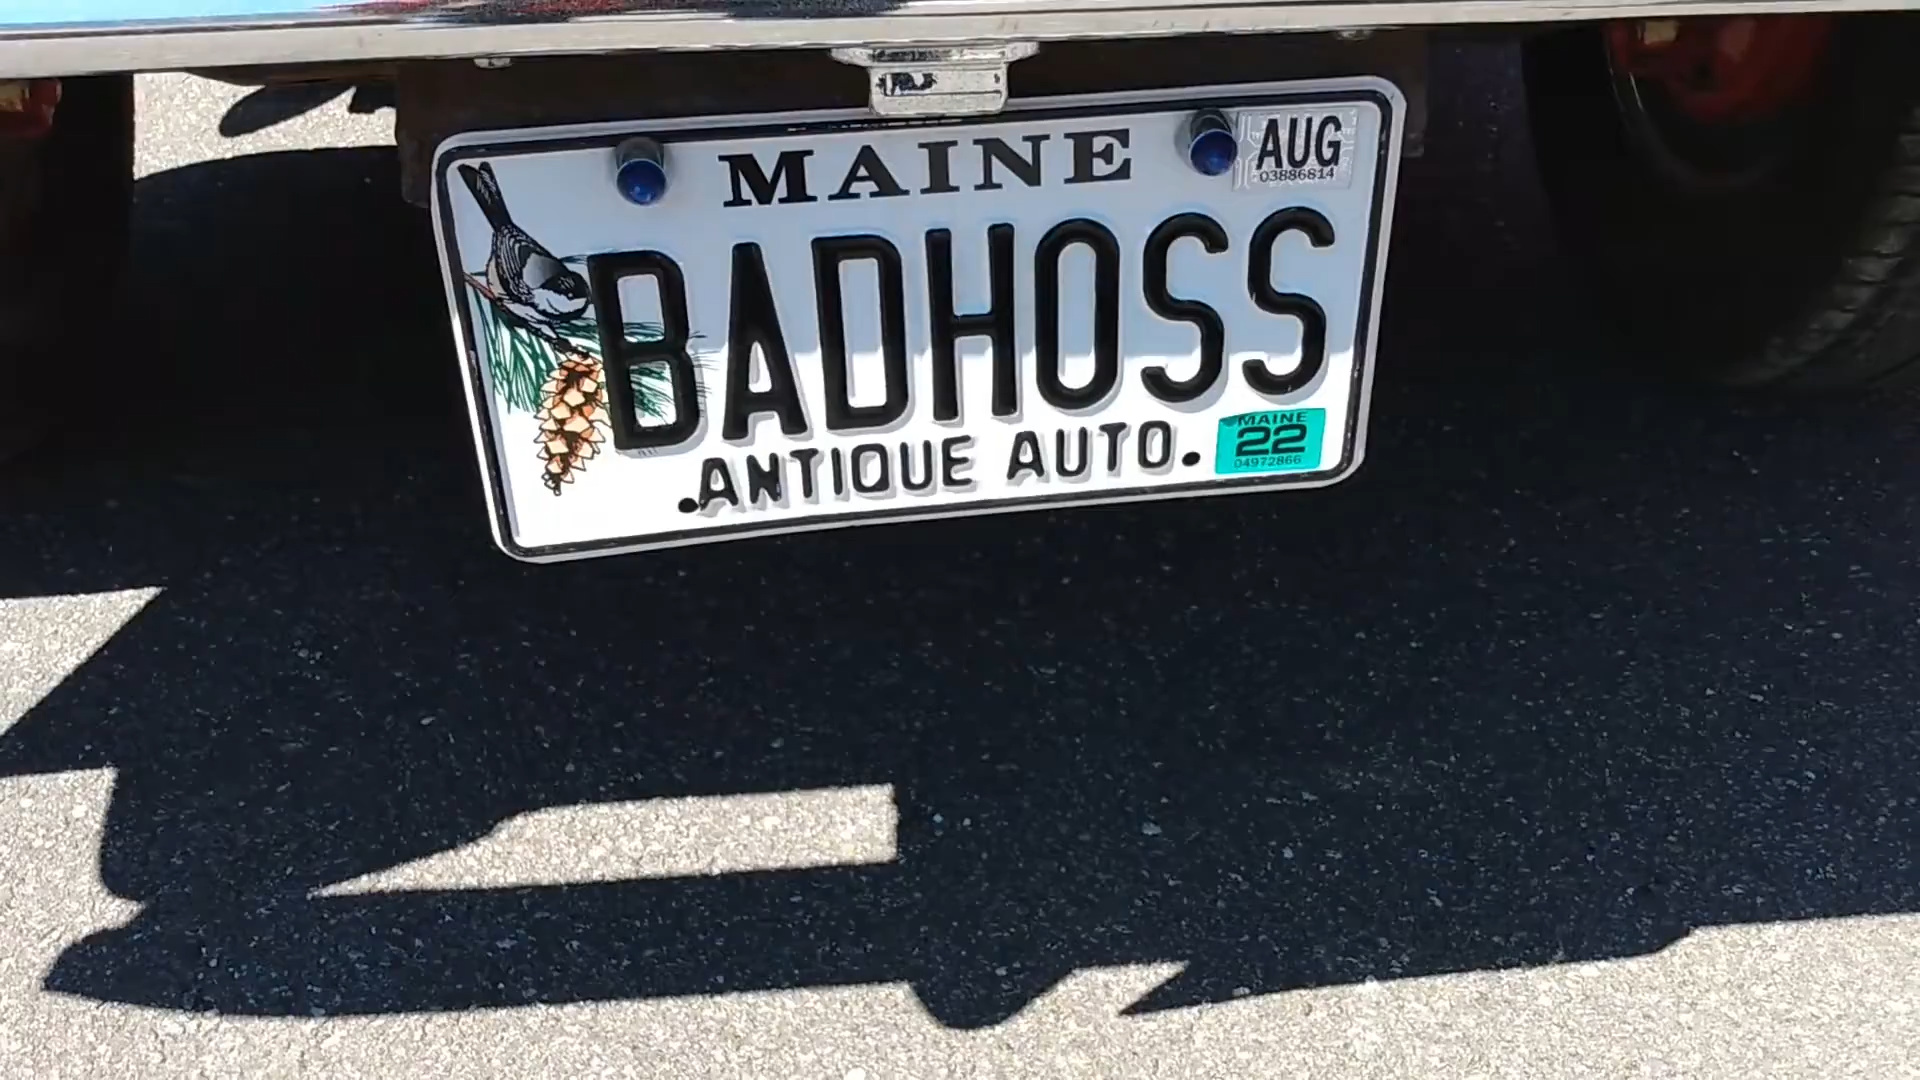 MAINE
AUG
03886814
BADHOSS
.ANTIQUE AUTO.
MAINE
22
04972866